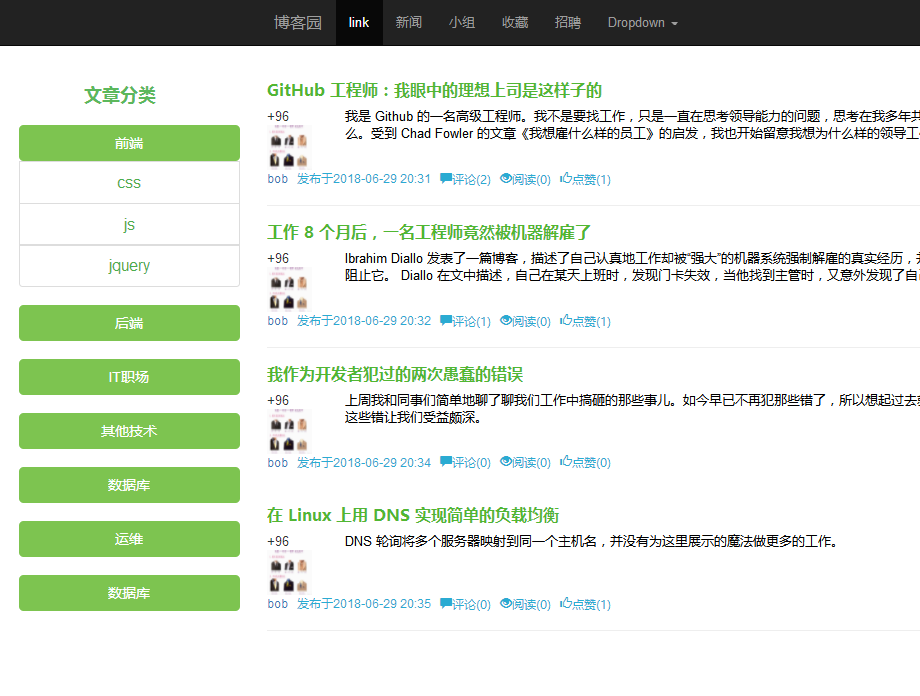 博客园 link 新闻 小组 收藏 招聘 Dropdown
文章分类
前端
css
js
jquery
后端
IT职场
其他技术
数据库
运维
数据库
GitHub 工程师：我眼中的理想上司是这样子的
+96
我是 Github 的一名高级工程师。我不是要找工作，只是一直在思考领导能力的问题，思考在我多年共
么。受到 Chad Fowler 的文章《我想雇什么样的员工》的启发，我也开始留意我想为什么样的领导工
bob 发布于2018-06-29 20:31 评论(2) 阅读(0) 点赞(1)
工作 8 个月后，一名工程师竟然被机器解雇了
+96
Ibrahim Diallo 发表了一篇博客，描述了自己认真地工作却被“强大”的机器系统强制解雇的真实经历，
阻止它。 Diallo 在文中描述，自己在某天上班时，发现门卡失效，当他找到主管时，又意外发现了自
bob 发布于2018-06-29 20:32 评论(1) 阅读(0) 点赞(1)
我作为开发者犯过的两次愚蠢的错误
+96
上周我和同事们简单地聊了聊我们工作中搞砸的那些事儿。如今早已不再犯那些错了，所以想起过去
这些错让我们受益颇深。
bob 发布于2018-06-29 20:34 评论(0) 阅读(0) 点赞(0)
在 Linux 上用 DNS 实现简单的负载均衡
+96
DNS 轮询将多个服务器映射到同一个主机名，并没有为这里展示的魔法做更多的工作。
bob 发布于2018-06-29 20:35 评论(0) 阅读(0) 点赞(1)